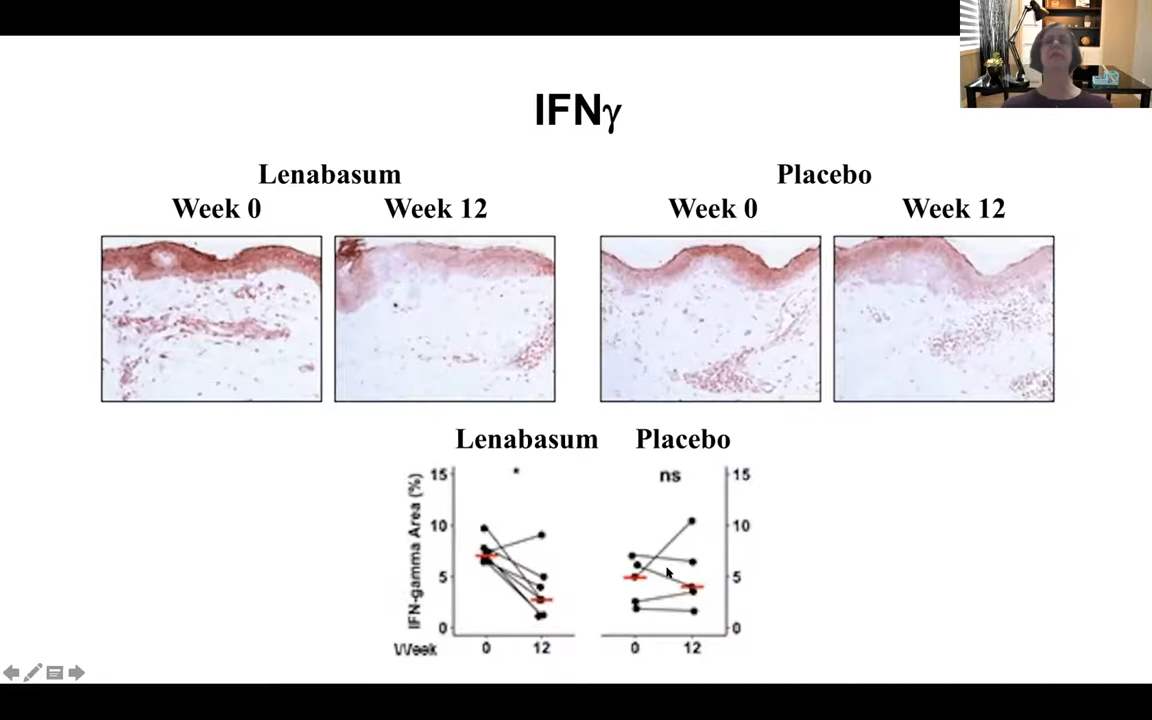 IFNγ
Lenabasum
Placebo
Week 0
Week 12
Week 0
Week 12
Lenabasum
Placebo
IFN-gamma Area (%)
15
10
5
0
*
ns
15
10
5
0
Week
0
12
0
12